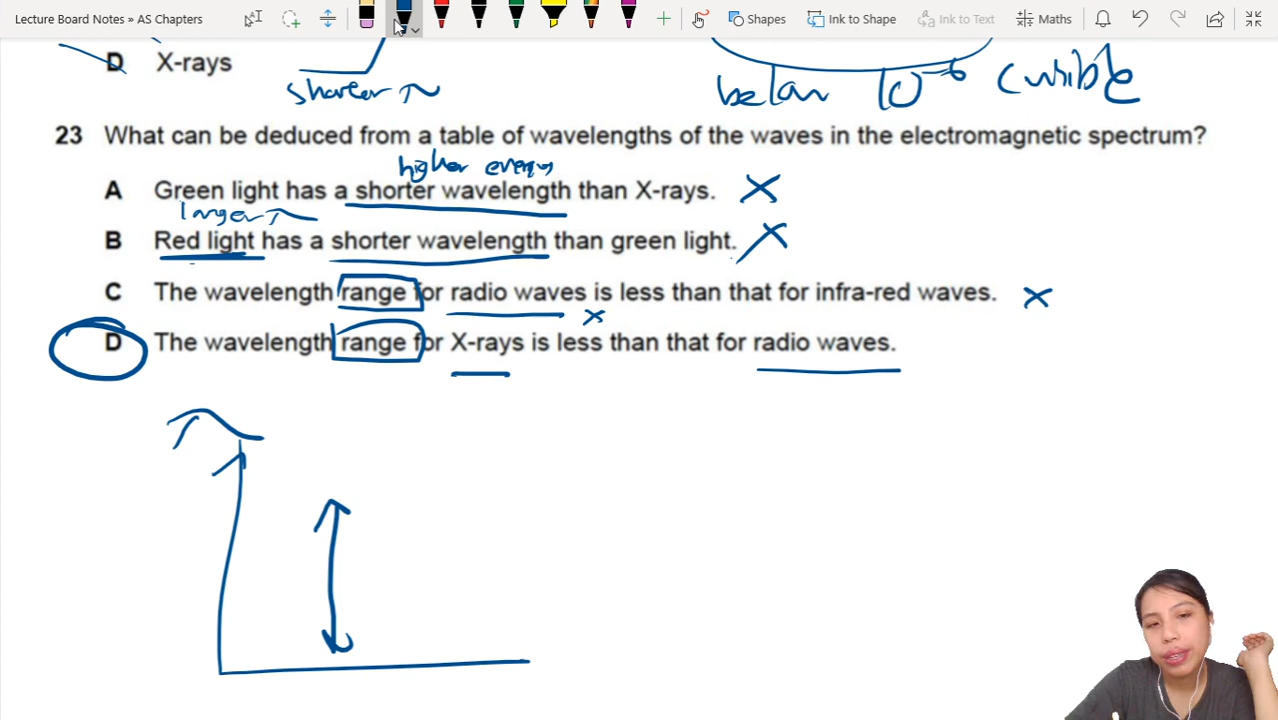 Lecture Board Notes » AS Chapters
Shapes
Ink to Shape
Ink to Text
Maths
D X-rays
shorter
below 10⁻⁶
23 What can be deduced from a table of wavelengths of the waves in the electromagnetic spectrum?
higher energy
A Green light has a shorter wavelength than X-rays. ×
larger
B Red light has a shorter wavelength than green light. ×
C The wavelength range for radio waves is less than that for infra-red waves. ×
×
D The wavelength range for X-rays is less than that for radio waves.